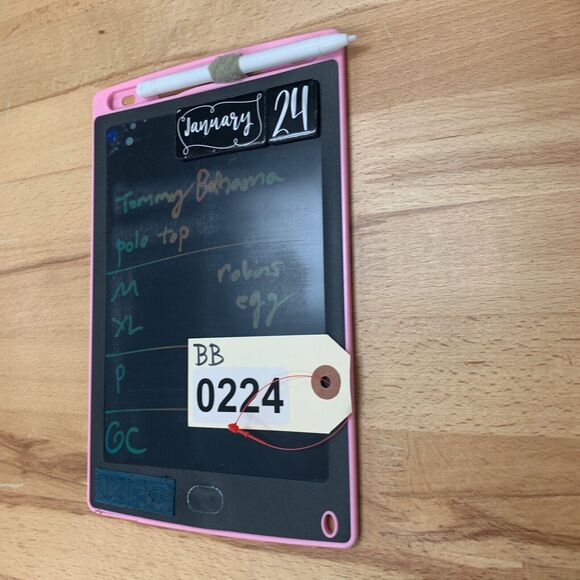 January 24
Tommy Bahama
polo top
M
robins
XL
egg
BB
P
0224
GC